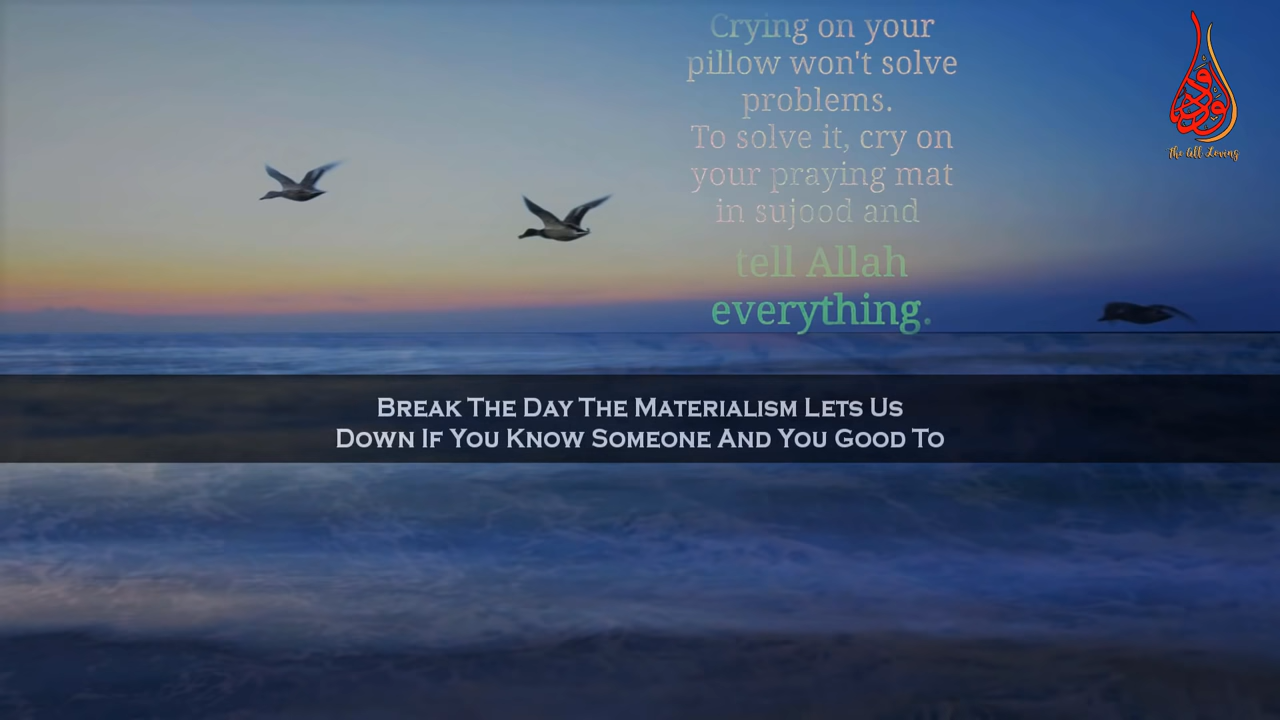 Crying on your
pillow won't solve
problems.
To solve it, cry on
your praying mat
in sujood and
tell Allah
everything.
الودود
The All Loving
Break The Day The Materialism Lets Us
Down If You Know Someone And You Good To